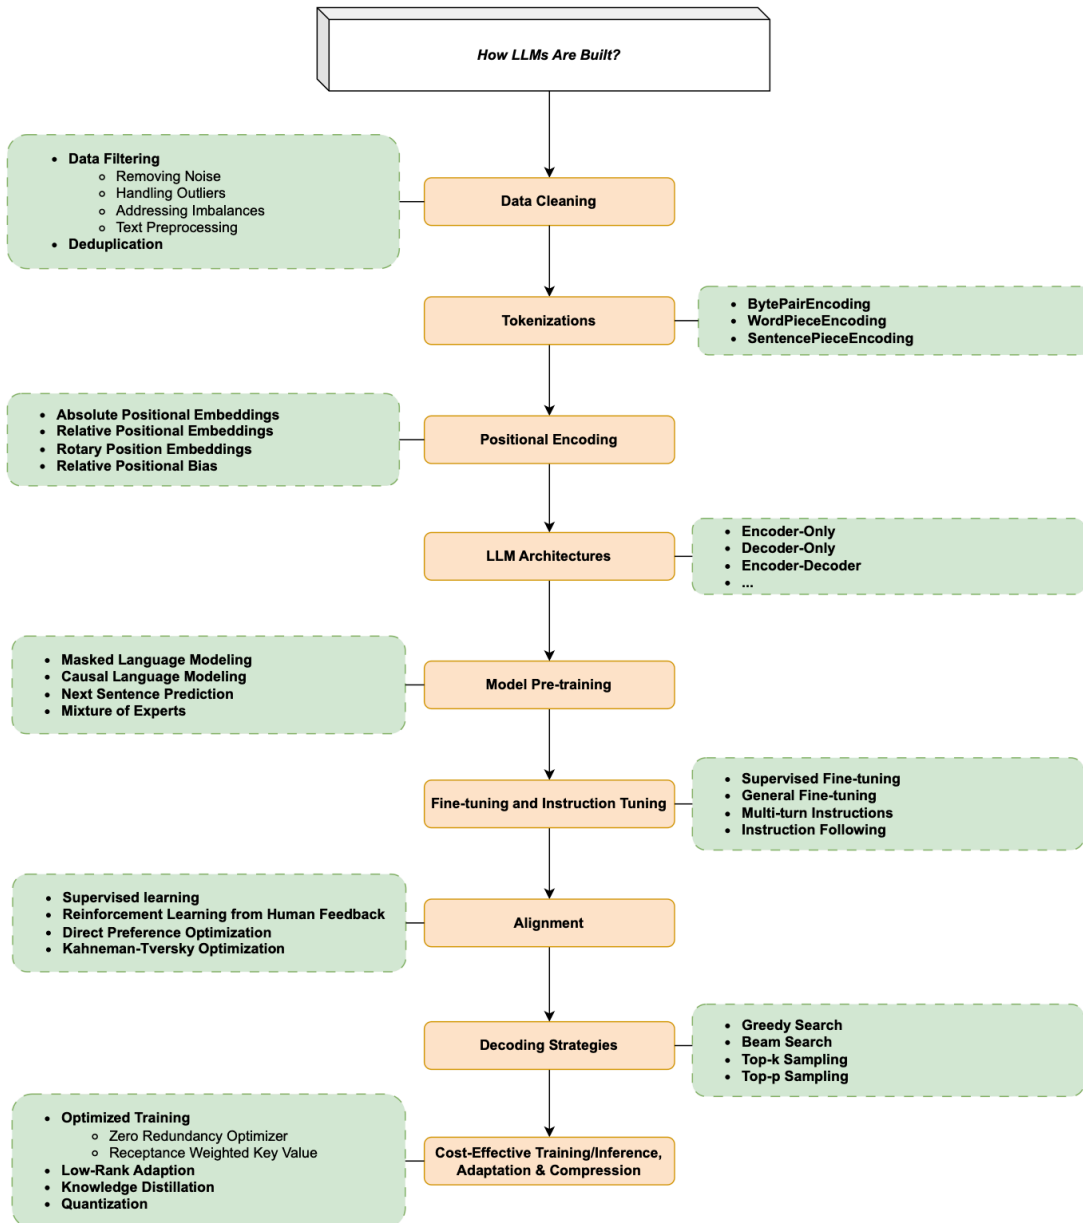 How LLMs Are Built?
• Data Filtering
○ Removing Noise
○ Handling Outliers
○ Addressing Imbalances
○ Text Preprocessing
• Deduplication
Data Cleaning
Tokenizations
• BytePairEncoding
• WordPieceEncoding
• SentencePieceEncoding
• Absolute Positional Embeddings
• Relative Positional Embeddings
• Rotary Position Embeddings
• Relative Positional Bias
Positional Encoding
LLM Architectures
• Encoder-Only
• Decoder-Only
• Encoder-Decoder
• ...
• Masked Language Modeling
• Causal Language Modeling
• Next Sentence Prediction
• Mixture of Experts
Model Pre-training
Fine-tuning and Instruction Tuning
• Supervised Fine-tuning
• General Fine-tuning
• Multi-turn Instructions
• Instruction Following
• Supervised learning
• Reinforcement Learning from Human Feedback
• Direct Preference Optimization
• Kahneman-Tversky Optimization
Alignment
Decoding Strategies
• Greedy Search
• Beam Search
• Top-k Sampling
• Top-p Sampling
• Optimized Training
○ Zero Redundancy Optimizer
○ Receptance Weighted Key Value
• Low-Rank Adaption
• Knowledge Distillation
• Quantization
Cost-Effective Training/Inference,
Adaptation & Compression